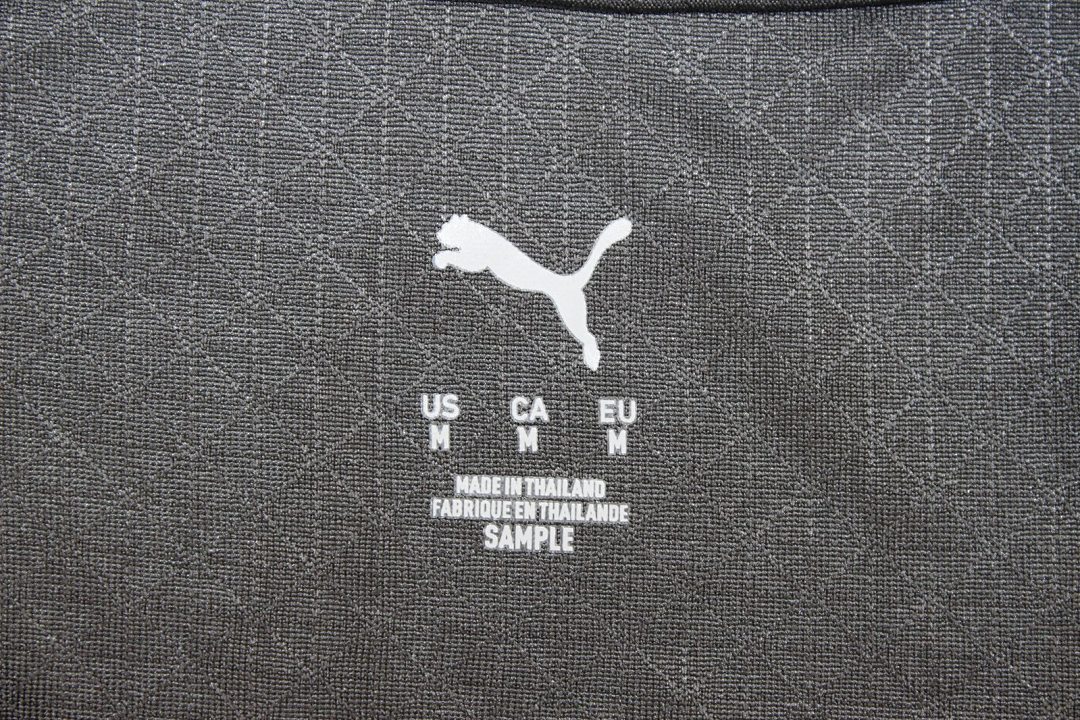 US CA EU
M M M
MADE IN THAILAND
FABRIQUE EN THAILANDE
SAMPLE